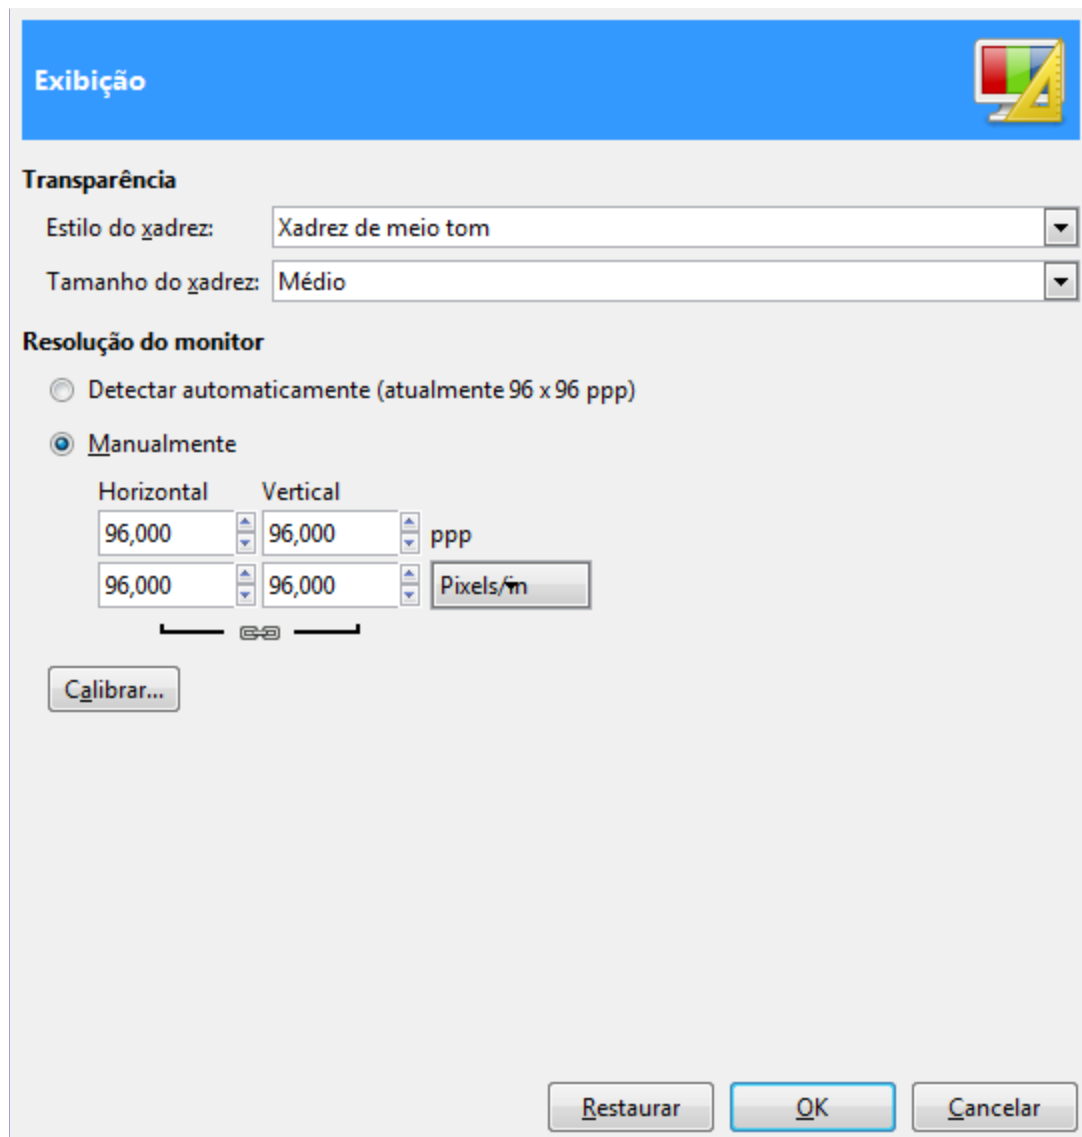 Exibição
Transparência
Estilo do xadrez: Xadrez de meio tom
Tamanho do xadrez: Médio
Resolução do monitor
Detectar automaticamente (atualmente 96 x 96 ppp)
Manualmente
Horizontal Vertical
96,000 96,000 ppp
96,000 96,000 Pixels/in
Calibrar...
Restaurar OK Cancelar